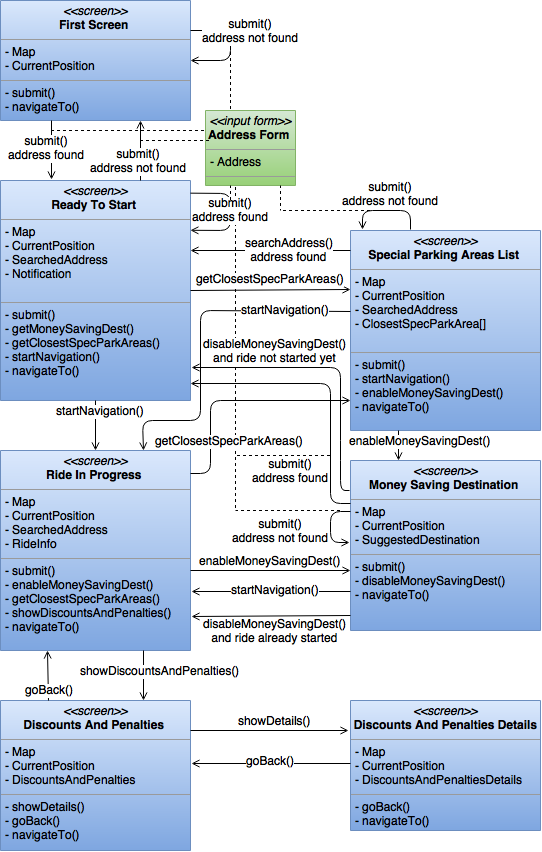 <<screen>>
First Screen
- Map
- CurrentPosition
- submit()
- navigateTo()
submit()
address not found
<<input form>>
Address Form
- Address
submit()
address found
submit()
address not found
<<screen>>
Ready To Start
- Map
- CurrentPosition
- SearchedAddress
- Notification
- submit()
- getMoneySavingDest()
- getClosestSpecParkAreas()
- startNavigation()
- navigateTo()
submit()
address found
submit()
address not found
searchAddress()
address found
getClosestSpecParkAreas()
<<screen>>
Special Parking Areas List
- Map
- CurrentPosition
- SearchedAddress
- ClosestSpecParkArea[]
- submit()
- startNavigation()
- enableMoneySavingDest()
- navigateTo()
startNavigation()
disableMoneySavingDest()
and ride not started yet
startNavigation()
getClosestSpecParkAreas()
enableMoneySavingDest()
<<screen>>
Ride In Progress
- Map
- CurrentPosition
- SearchedAddress
- RideInfo
- submit()
- enableMoneySavingDest()
- getClosestSpecParkAreas()
- showDiscountsAndPenalties()
- navigateTo()
submit()
address found
submit()
address not found
<<screen>>
Money Saving Destination
- Map
- CurrentPosition
- SuggestedDestination
- submit()
- disableMoneySavingDest()
- navigateTo()
enableMoneySavingDest()
startNavigation()
disableMoneySavingDest()
and ride already started
showDiscountsAndPenalties()
goBack()
<<screen>>
Discounts And Penalties
- Map
- CurrentPosition
- DiscountsAndPenalties
- showDetails()
- goBack()
- navigateTo()
showDetails()
goBack()
<<screen>>
Discounts And Penalties Details
- Map
- CurrentPosition
- DiscountsAndPenaltiesDetails
- goBack()
- navigateTo()